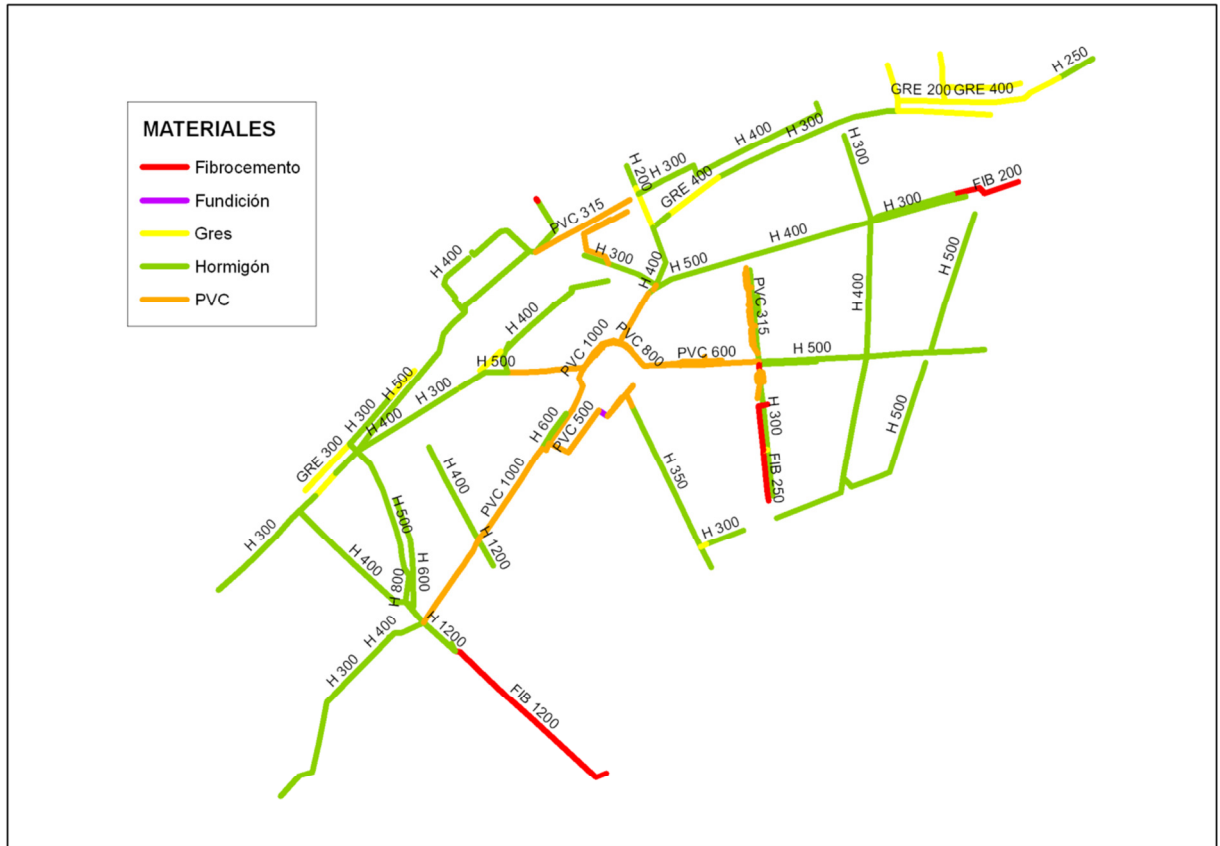 MATERIALES
Fibrocemento
Fundición
Gres
Hormigón
PVC
H 250
GRE 200
GRE 400
H 400
H 300
H 300
H 300
H 200
GRE 400
FIB 200
H 300
PVC 315
H 400
H 300
H 400
H 500
H 400
H 500
H 400
PVC 315
H 400
PVC 1000
PVC 800
PVC 600
H 500
H 500
H 300
H 500
H 300
H 400
H 500
H 600
PVC 500
H 300
GRE 300
H 400
PVC 1000
H 350
FIB 250
H 300
H 500
H 300
H 1200
H 400
H 800
H 600
H 400
H 1200
H 300
FIB 1200